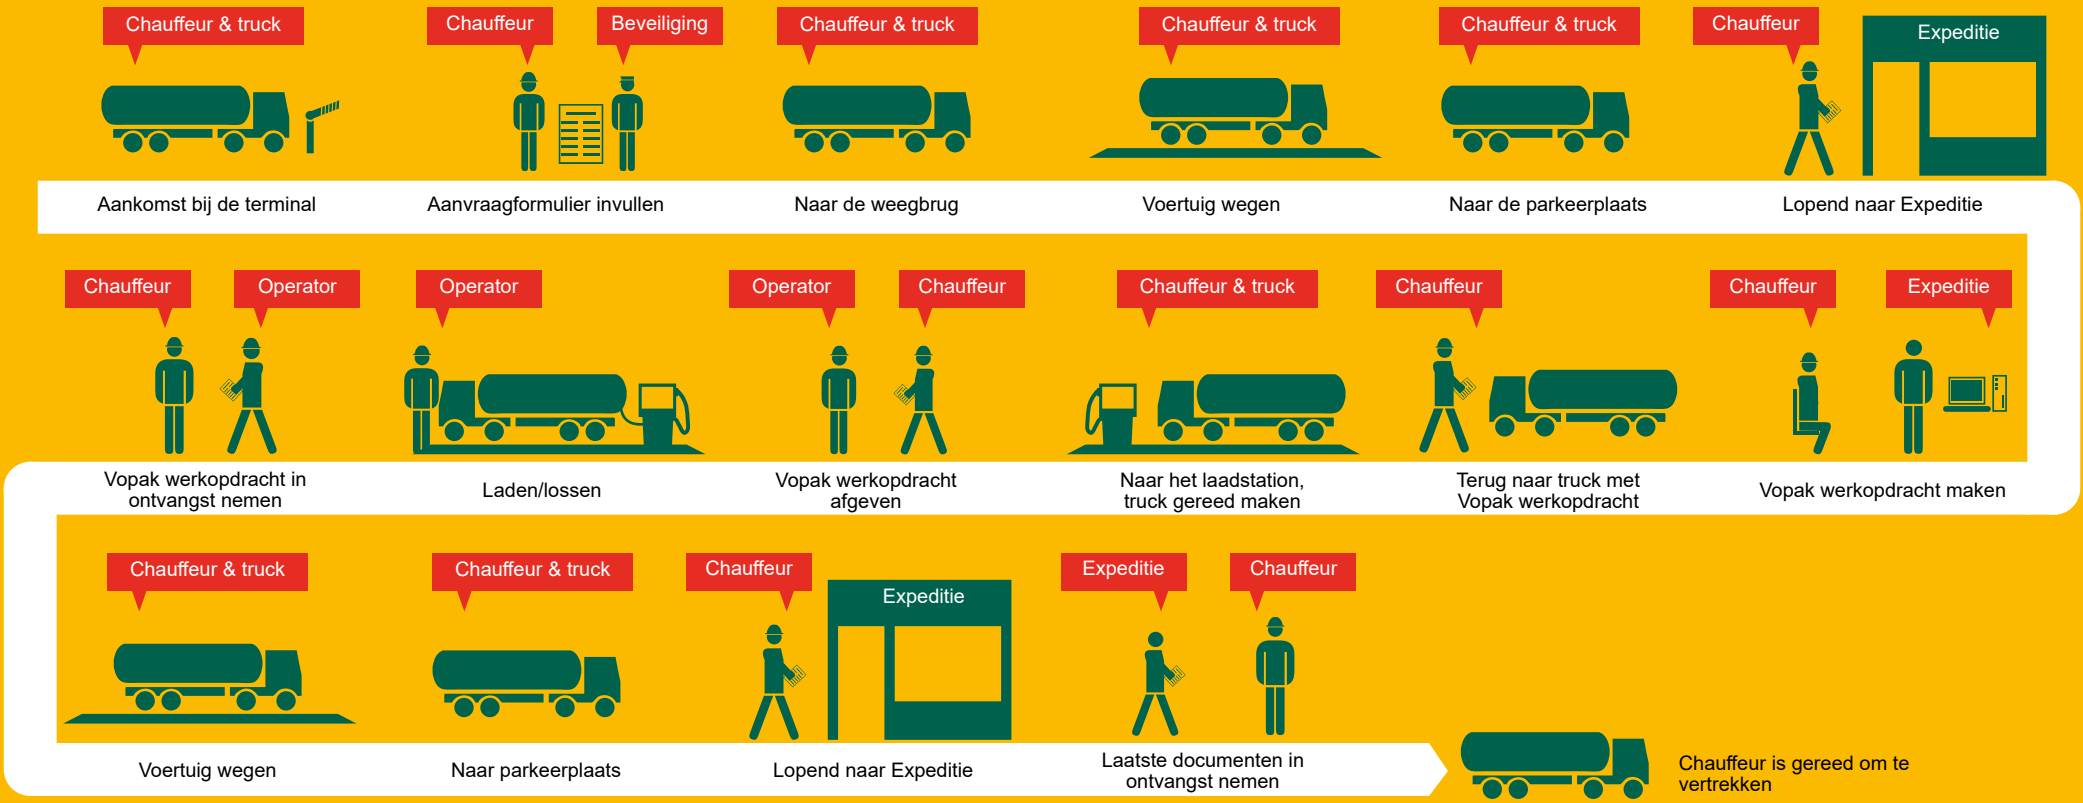 Chauffeur & truck
Chauffeur
Beveiliging
Chauffeur & truck
Chauffeur & truck
Chauffeur & truck
Chauffeur
Expeditie
Aankomst bij de terminal
Aanvraagformulier invullen
Naar de weegbrug
Voertuig wegen
Naar de parkeerplaats
Lopend naar Expeditie
Chauffeur
Operator
Operator
Operator
Chauffeur
Chauffeur & truck
Chauffeur
Chauffeur
Expeditie
Vopak werkopdracht in
ontvangst nemen
Laden/lossen
Vopak werkopdracht
afgeven
Naar het laadstation,
truck gereed maken
Terug naar truck met
Vopak werkopdracht
Vopak werkopdracht maken
Chauffeur & truck
Chauffeur & truck
Chauffeur
Expeditie
Expeditie
Chauffeur
Voertuig wegen
Naar parkeerplaats
Lopend naar Expeditie
Laatste documenten in
ontvangst nemen
Chauffeur is gereed om te
vertrekken